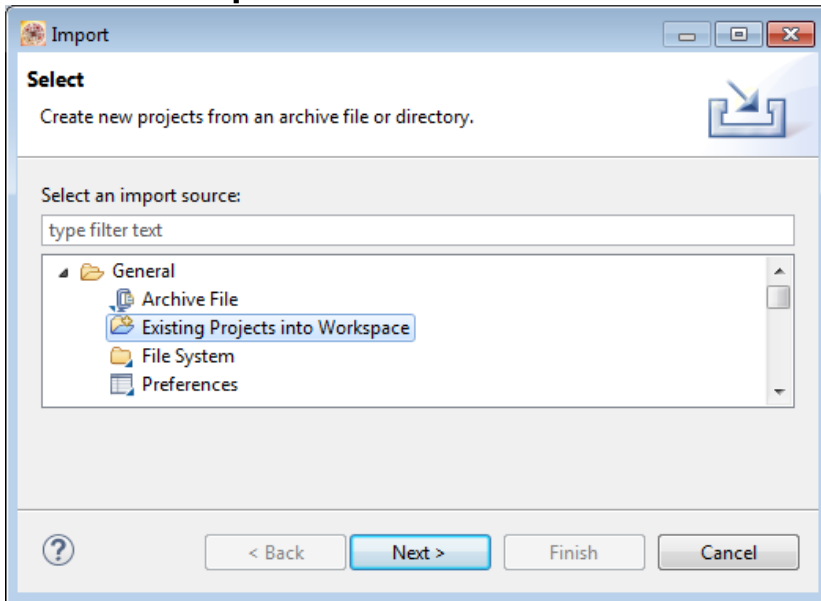 Import
Select
Create new projects from an archive file or directory.
Select an import source:
type filter text
General
Archive File
Existing Projects into Workspace
File System
Preferences
?
< Back Next > Finish Cancel